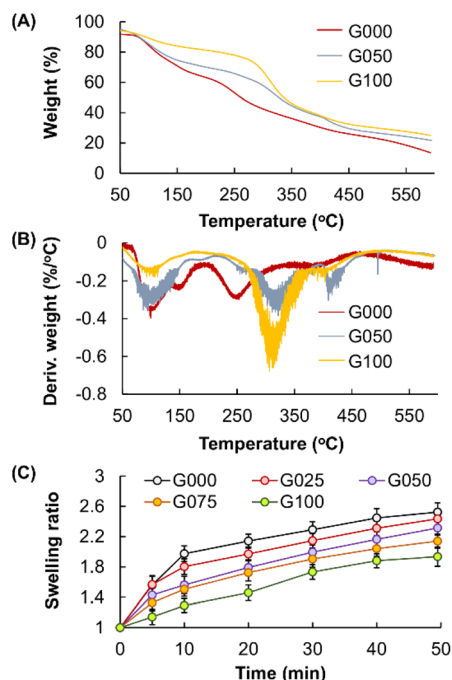 (A)
100
80
60
40
20
0
Weight (%)
G000
G050
G100
50 150 250 350 450 550
Temperature (°C)
(B)
0
-0.2
-0.4
-0.6
-0.8
Deriv. weight (%/°C)
G000
G050
G100
50 150 250 350 450 550
Temperature (°C)
(C)
3
2.6
2.2
1.8
1.4
1
Swelling ratio
G000 G025 G050
G075 G100
0 10 20 30 40 50
Time (min)